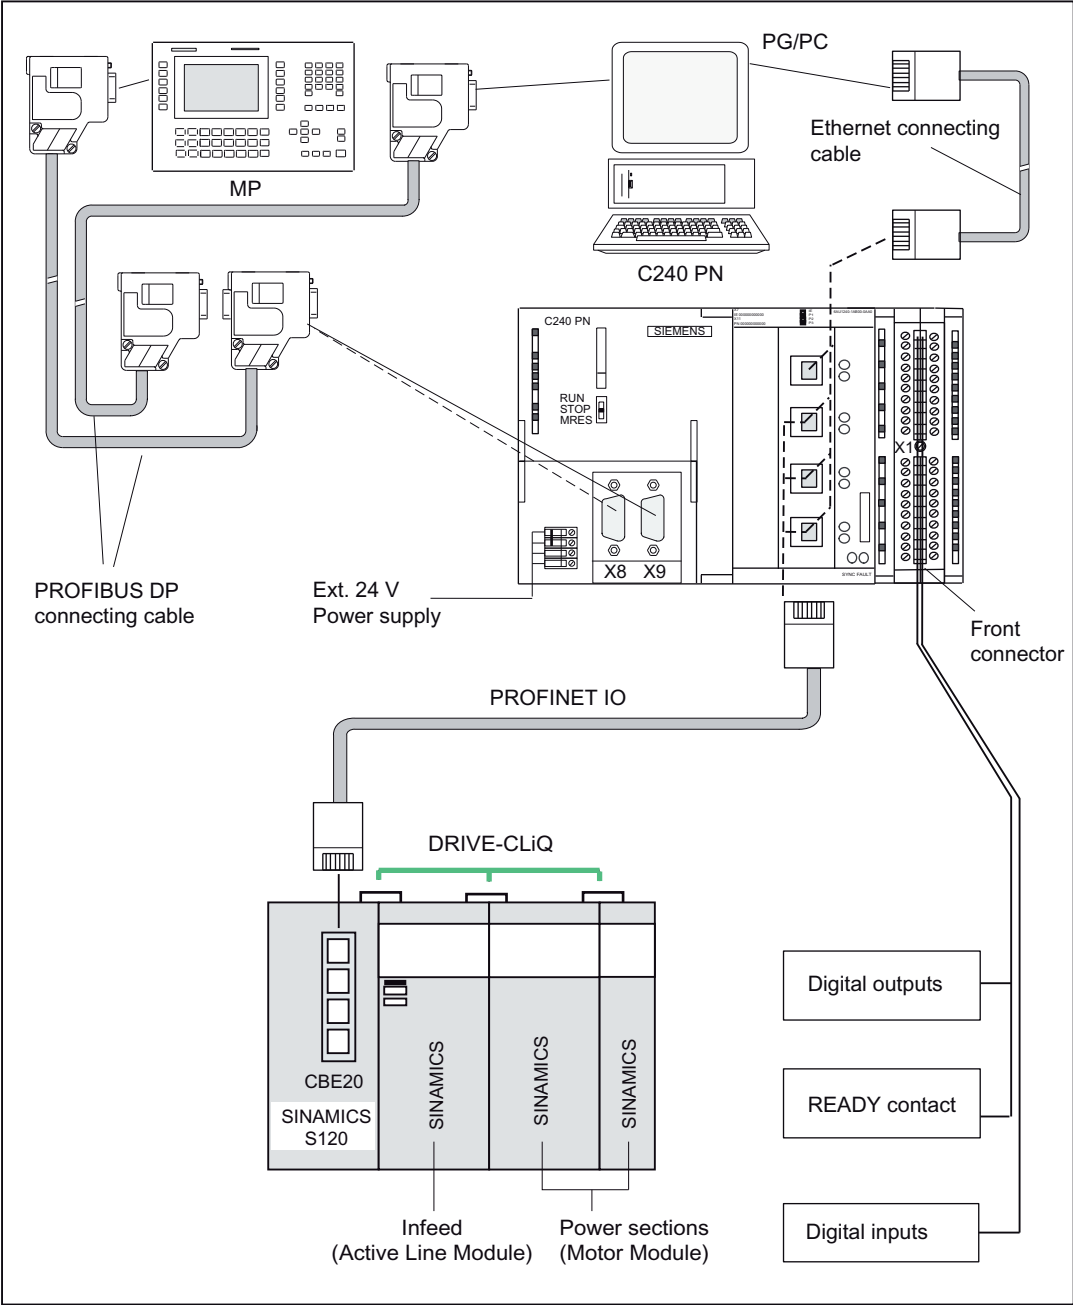 PG/PC
Ethernet connecting
cable
MP
C240 PN
C240 PN
SIEMENS
RUN
STOP
MRES
X1
X8 X9
SYNC FAULT
PROFIBUS DP
connecting cable
Ext. 24 V
Power supply
Front
connector
PROFINET IO
DRIVE-CLiQ
CBE20
SINAMICS
S120
SINAMICS
SINAMICS
SINAMICS
Digital outputs
READY contact
Digital inputs
Infeed
(Active Line Module)
Power sections
(Motor Module)